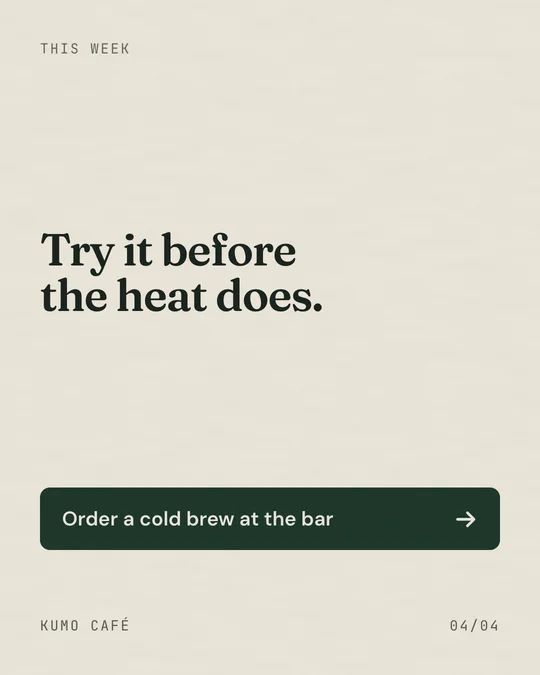 THIS WEEK
Try it before
the heat does.
Order a cold brew at the bar →
KUMO CAFÉ
04/04